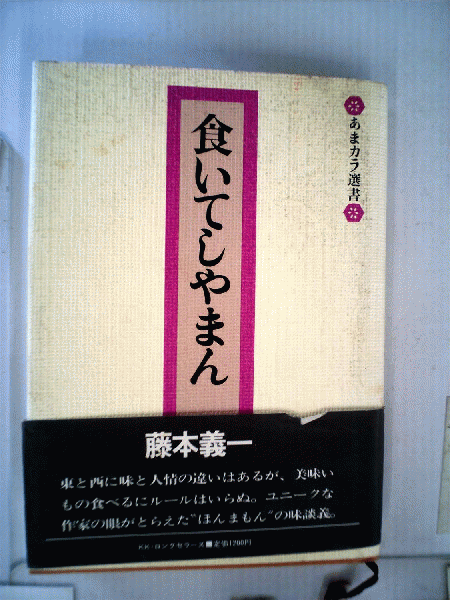 あまカラ選書
食いてしやまん
藤本義一
東と西に味と人情の違いはあるが、美味い
もの食べるにルールはいらぬ。ユニークな
作家の眼がとらえた“ほんまもん”の味談義。
KK・ロングセラーズ■定価1200円